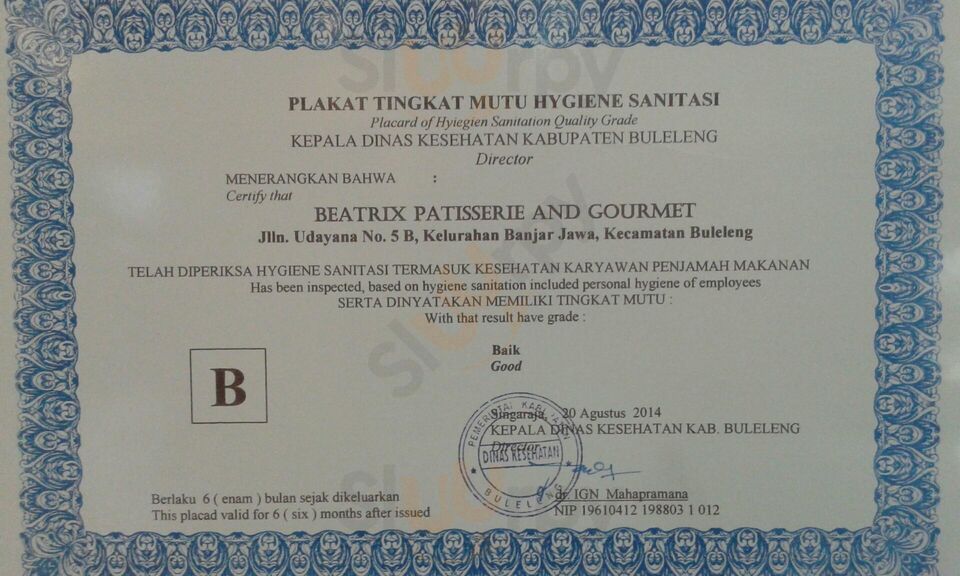 PLAKAT TINGKAT MUTU HYGIENE SANITASI
Placard of Hyiegien Sanitation Quality Grade
KEPALA DINAS KESEHATAN KABUPATEN BULELENG
Director
MENERANGKAN BAHWA :
Certify that
BEATRIX PATISSERIE AND GOURMET
Jlln. Udayana No. 5 B, Kelurahan Banjar Jawa, Kecamatan Buleleng
TELAH DIPERIKSA HYGIENE SANITASI TERMASUK KESEHATAN KARYAWAN PENJAMAH MAKANAN
Has been inspected, based on hygiene sanitation included personal hygiene of employees
SERTA DINYATAKAN MEMILIKI TINGKAT MUTU :
With that result have grade :
Baik
Good
B
Singaraja, 20 Agustus 2014
KEPALA DINAS KESEHATAN KAB. BULELENG
Director
PEMERINTAH KABUPATEN
DINAS KESEHATAN
BULELENG
dr. IGN Mahapramana
NIP 19610412 198803 1 012
Berlaku 6 ( enam ) bulan sejak dikeluarkan
This placad valid for 6 ( six ) months after issued
slurpy
slurpy
slurpy